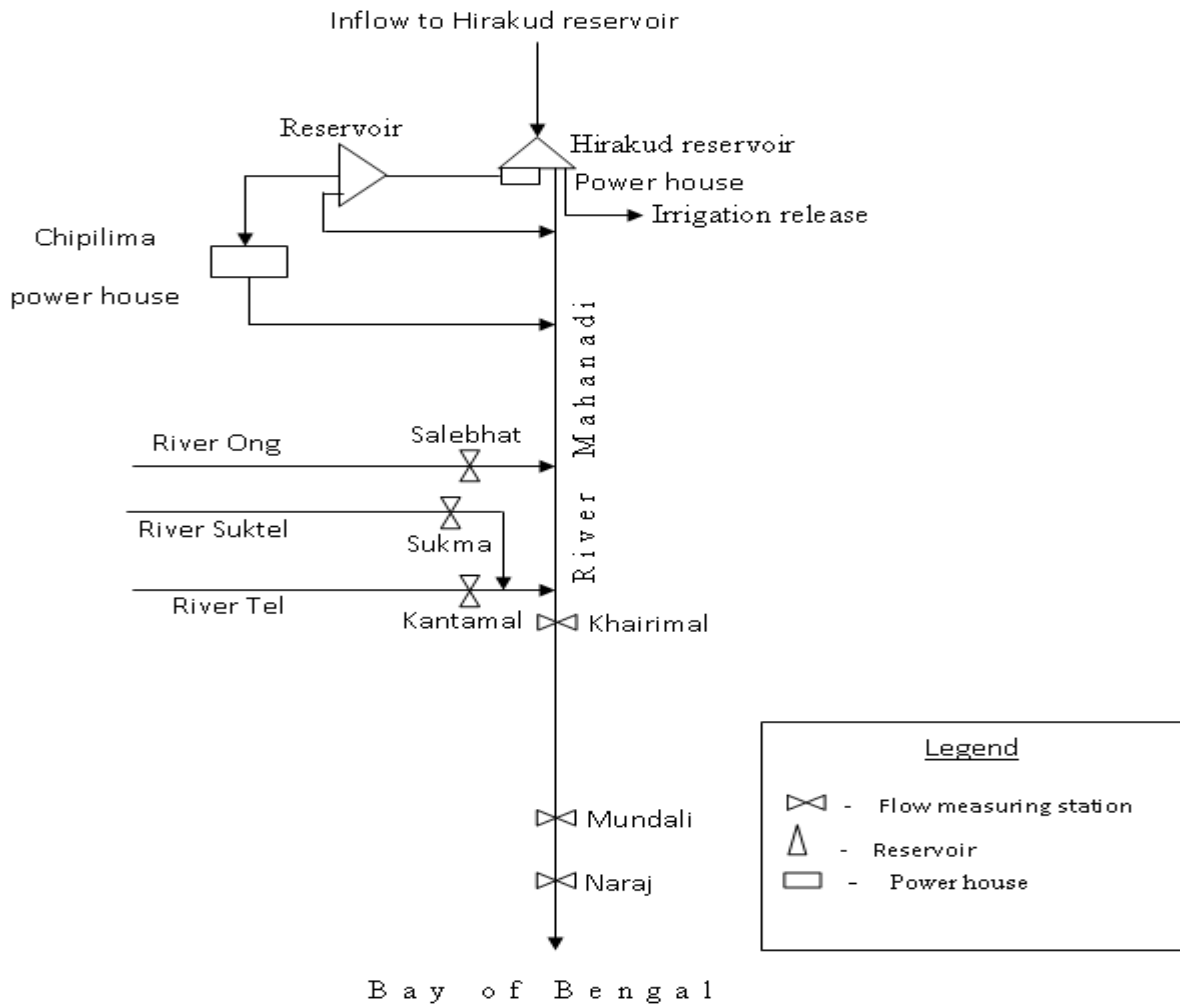 Inflow to Hirakud reservoir
Reservoir
Hirakud reservoir
Power house
Irrigation release
Chipilima
power house
River Mahanadi
River Ong
Salebhat
River Suktel
Sukma
River Tel
Kantamal
Khairimal
Mundali
Naraj
Bay of Bengal
Legend
- Flow measuring station
- Reservoir
- Power house